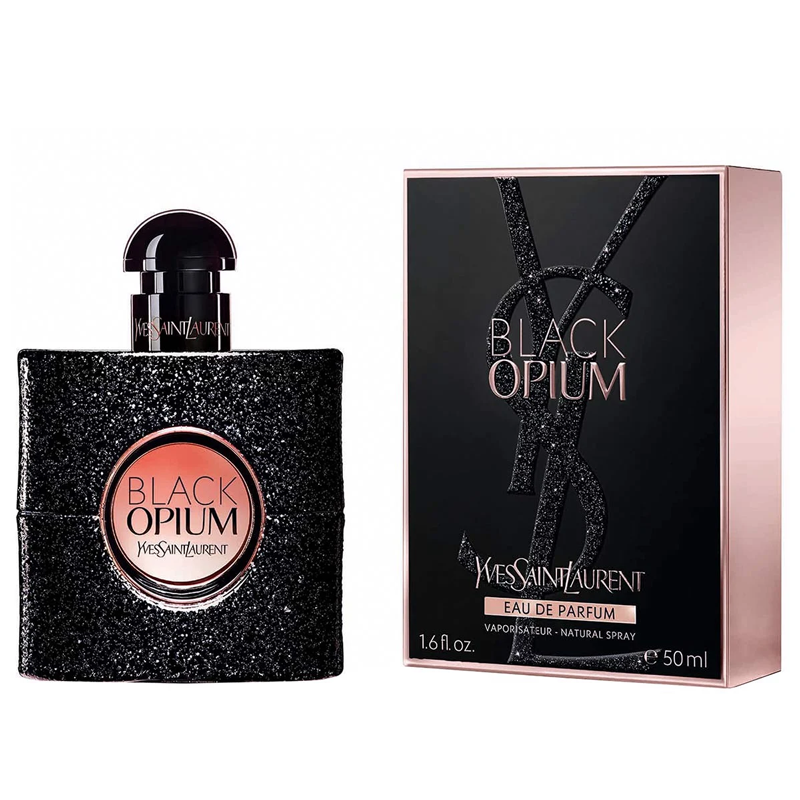 YVESSAINTLAURENT
BLACK
OPIUM
YVESSAINTLAURENT
BLACK
OPIUM
YSL
YVESSAINTLAURENT
EAU DE PARFUM
VAPORISATEUR - NATURAL SPRAY
1.6 fl. oz.
℮ 50 ml